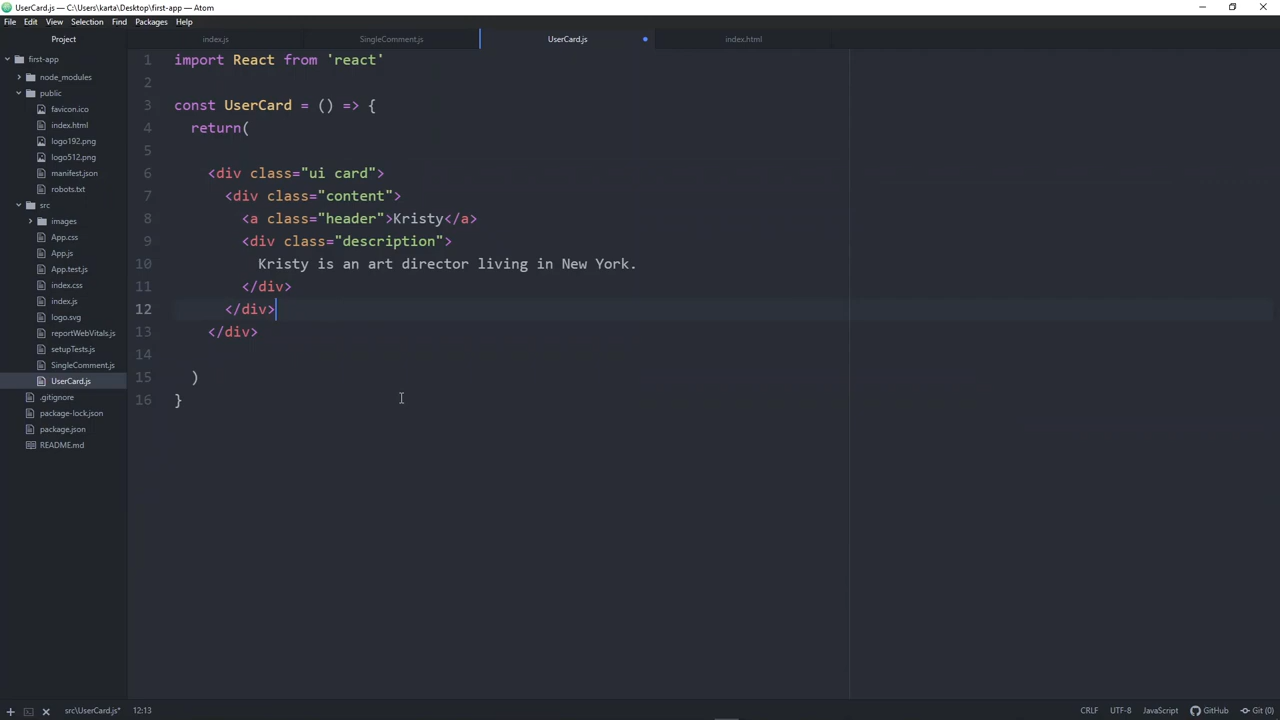 UserCard.js — C:\Users\karta\Desktop\first-app — Atom
File Edit View Selection Find Packages Help
Project
index.js
SingleComment.js
UserCard.js
index.html
first-app
node_modules
public
favicon.ico
index.html
logo192.png
logo512.png
manifest.json
robots.txt
src
images
App.css
App.js
App.test.js
index.css
index.js
logo.svg
reportWebVitals.js
setupTests.js
SingleComment.js
UserCard.js
.gitignore
package-lock.json
package.json
README.md
1 import React from 'react'
2
3 const UserCard = () => {
4 return(
5
6 <div class="ui card">
7 <div class="content">
8 <a class="header">Kristy</a>
9 <div class="description">
10 Kristy is an art director living in New York.
11 </div>
12 </div>
13 </div>
14
15 )
16 }
src\UserCard.js* 12:13
CRLF UTF-8 JavaScript GitHub Git (0)